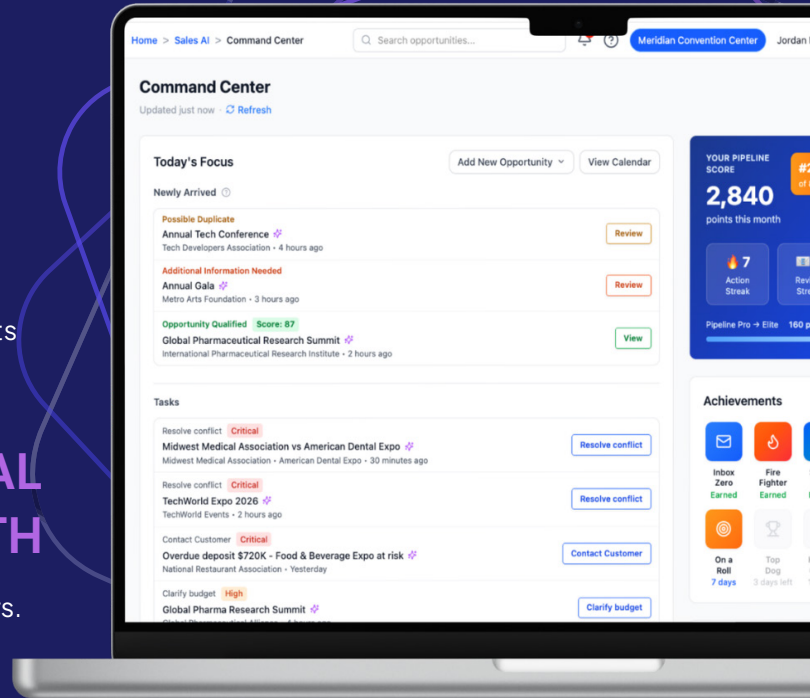 Home > Sales AI > Command Center
Search opportunities...
Meridian Convention Center
Jordan
Command Center
Updated just now · Refresh
Today's Focus
Add New Opportunity
View Calendar
Newly Arrived
Possible Duplicate
Annual Tech Conference
Tech Developers Association • 4 hours ago
Review
Additional Information Needed
Annual Gala
Metro Arts Foundation • 3 hours ago
Review
Opportunity Qualified Score: 87
Global Pharmaceutical Research Summit
International Pharmaceutical Research Institute • 2 hours ago
View
Tasks
Resolve conflict Critical
Midwest Medical Association vs American Dental Expo
Midwest Medical Association • American Dental Expo • 30 minutes ago
Resolve conflict
Resolve conflict Critical
TechWorld Expo 2026
TechWorld Events • 2 hours ago
Resolve conflict
Contact Customer Critical
Overdue deposit $720K - Food & Beverage Expo at risk
National Restaurant Association • Yesterday
Contact Customer
Clarify budget High
Global Pharma Research Summit
Clarify budget
YOUR PIPELINE
SCORE
2,840
points this month
7
Action
Streak
Pipeline Pro → Elite 160
Achievements
Inbox
Zero
Earned
Fire
Fighter
Earned
On a
Roll
7 days
Top
Dog
3 days left